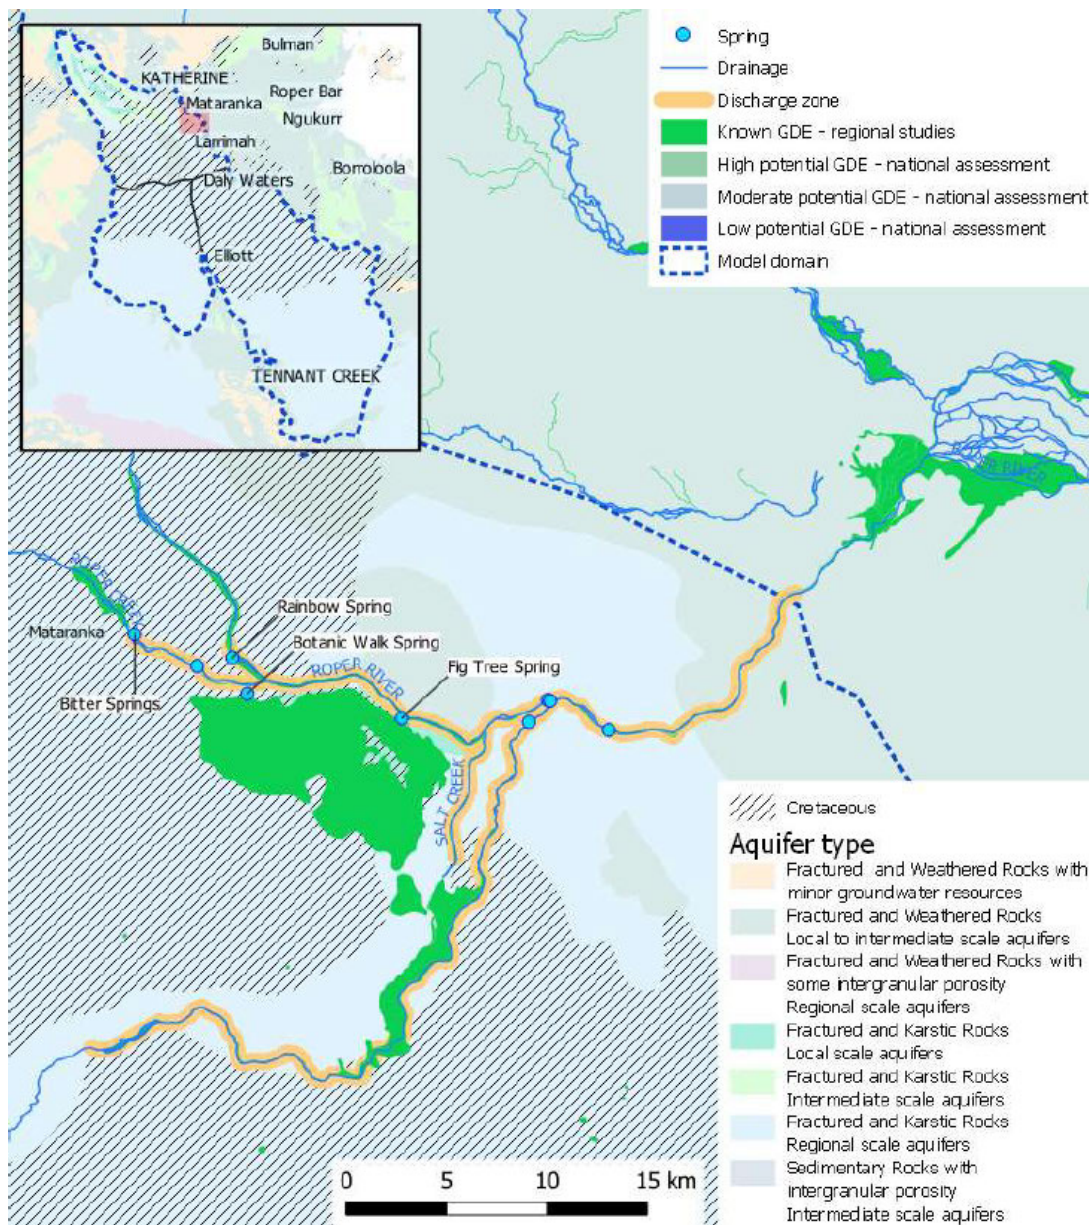 Bulman
KATHERINE
Mataranka
Roper Bar
Ngukurr
Larrimah
Borroloola
Daly Waters
Elliott
TENNANT CREEK
Spring
Drainage
Discharge zone
Known GDE - regional studies
High potential GDE - national assessment
Moderate potential GDE - national assessment
Low potential GDE - national assessment
Model domain
ROPER RIVER
ROPER CREEK
Mataranka
Rainbow Spring
Botanic Walk Spring
ROPER RIVER
Fig Tree Spring
Bitter Springs
SALT CREEK
Cretaceous
Aquifer type
Fractured and Weathered Rocks with
minor groundwater resources
Fractured and Weathered Rocks
Local to intermediate scale aquifers
Fractured and Weathered Rocks with
some intergranular porosity
Regional scale aquifers
Fractured and Karstic Rocks
Local scale aquifers
Fractured and Karstic Rocks
Intermediate scale aquifers
Fractured and Karstic Rocks
Regional scale aquifers
Sedimentary Rocks with
intergranular porosity
Intermediate scale aquifers
0 5 10 15 km